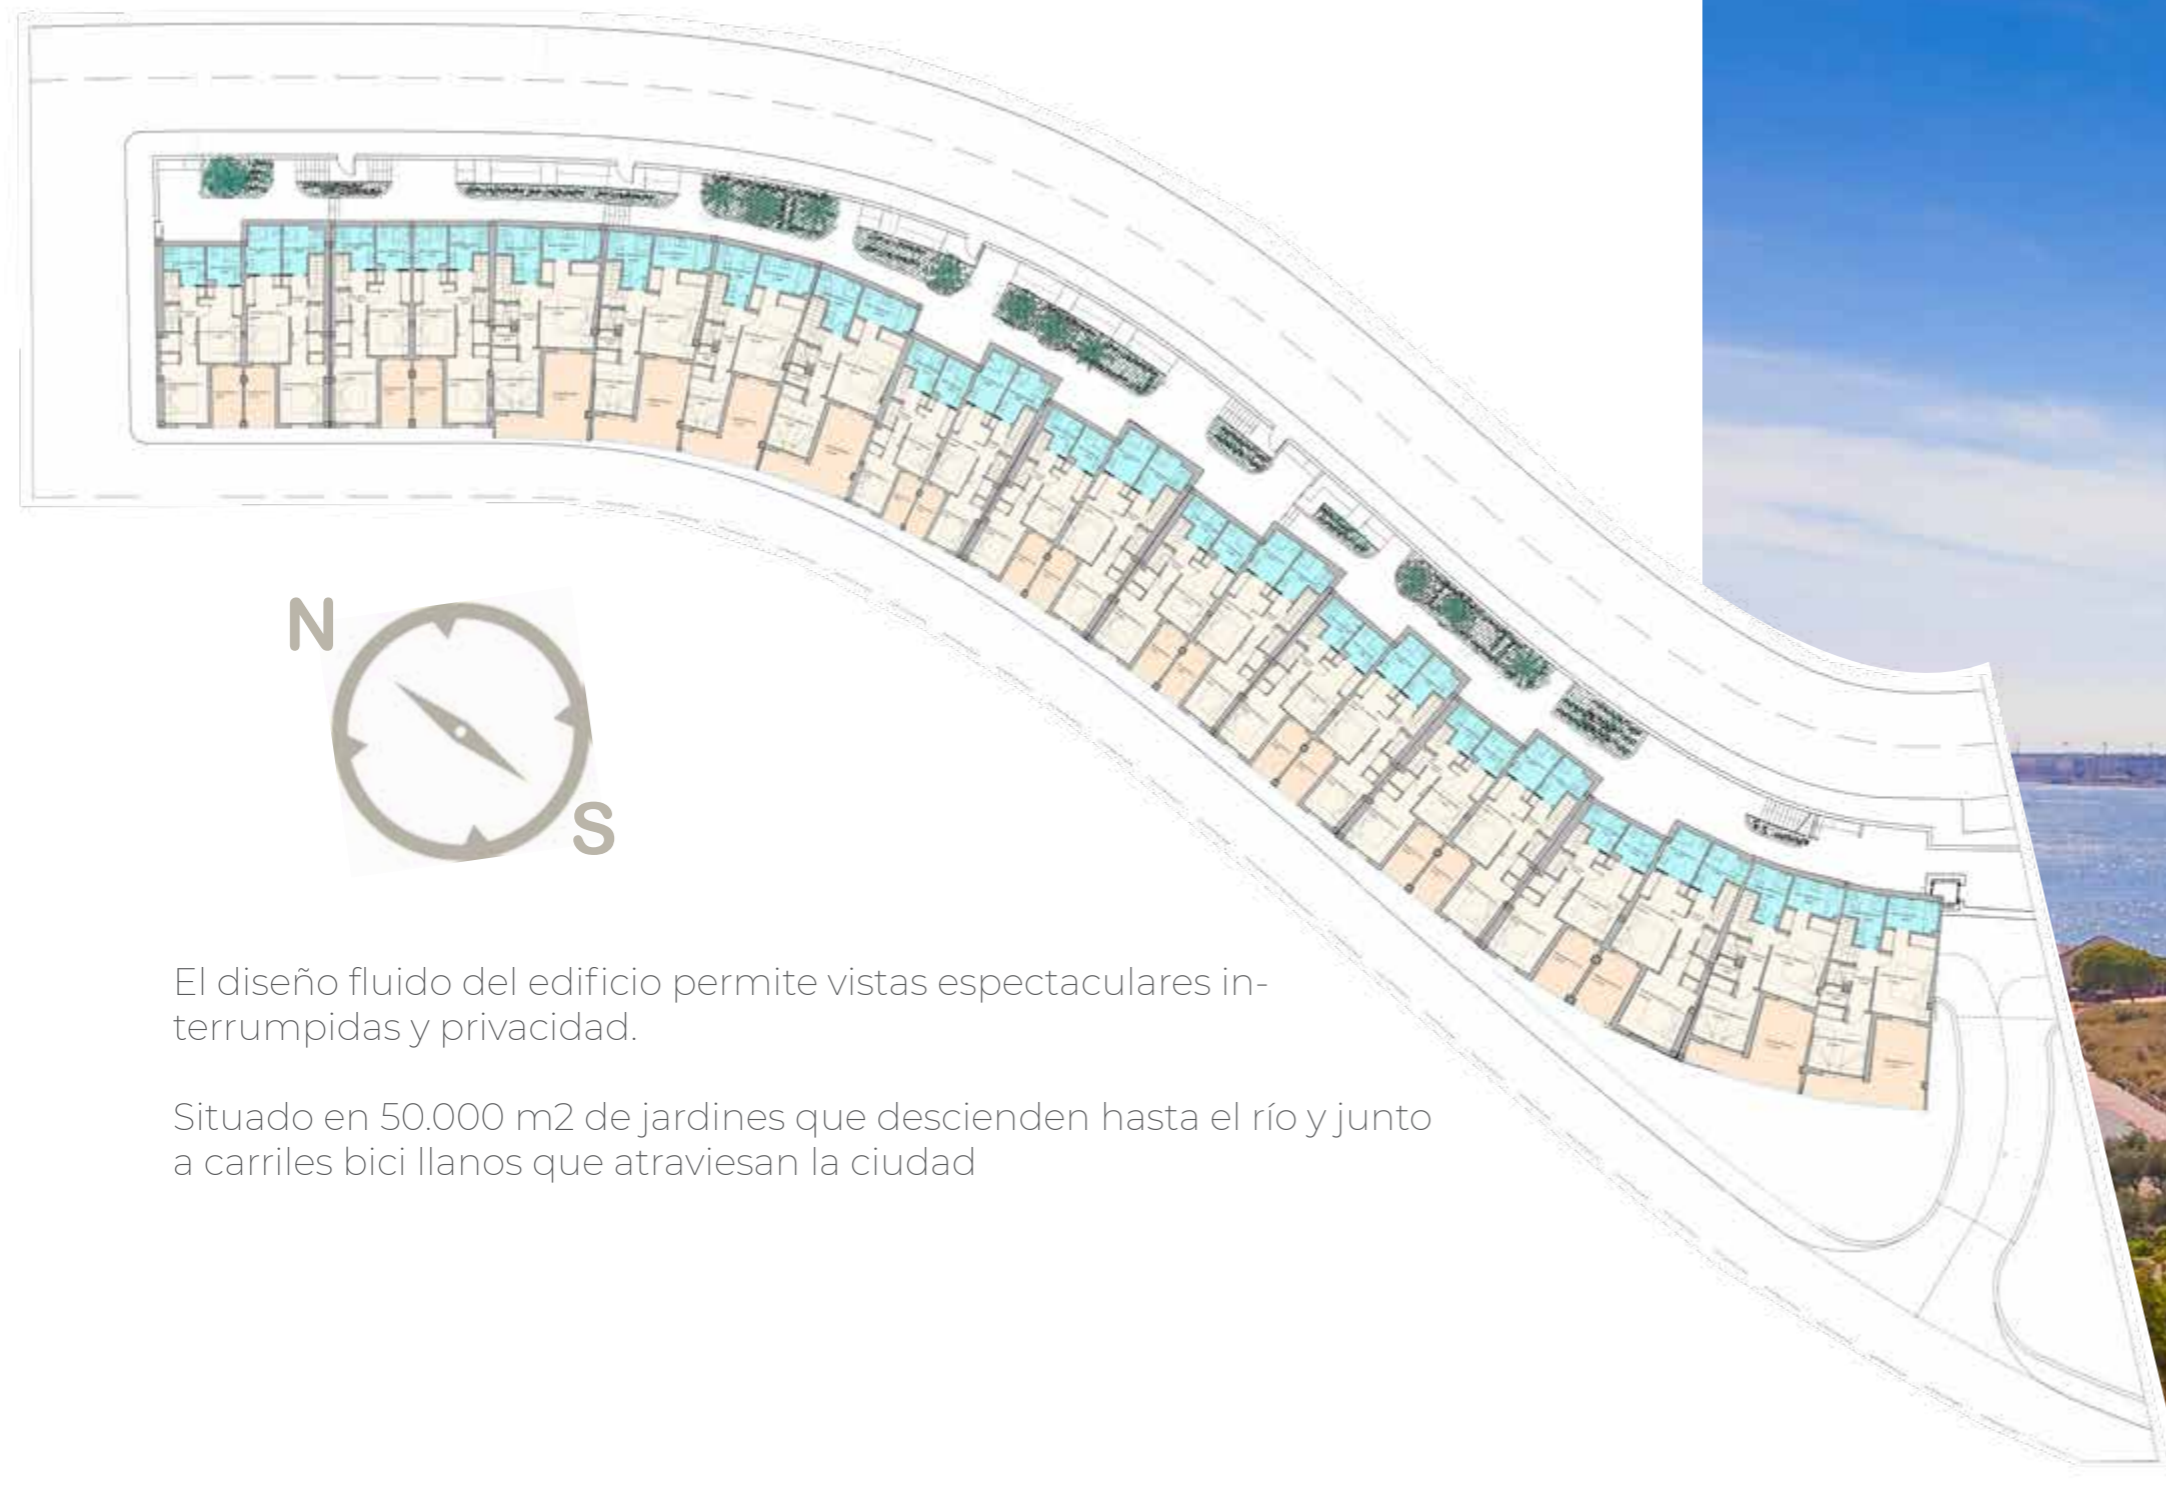 N
S
El diseño fluido del edificio permite vistas espectaculares in-
terrumpidas y privacidad.
Situado en 50.000 m2 de jardines que descienden hasta el río y junto
a carriles bici llanos que atraviesan la ciudad